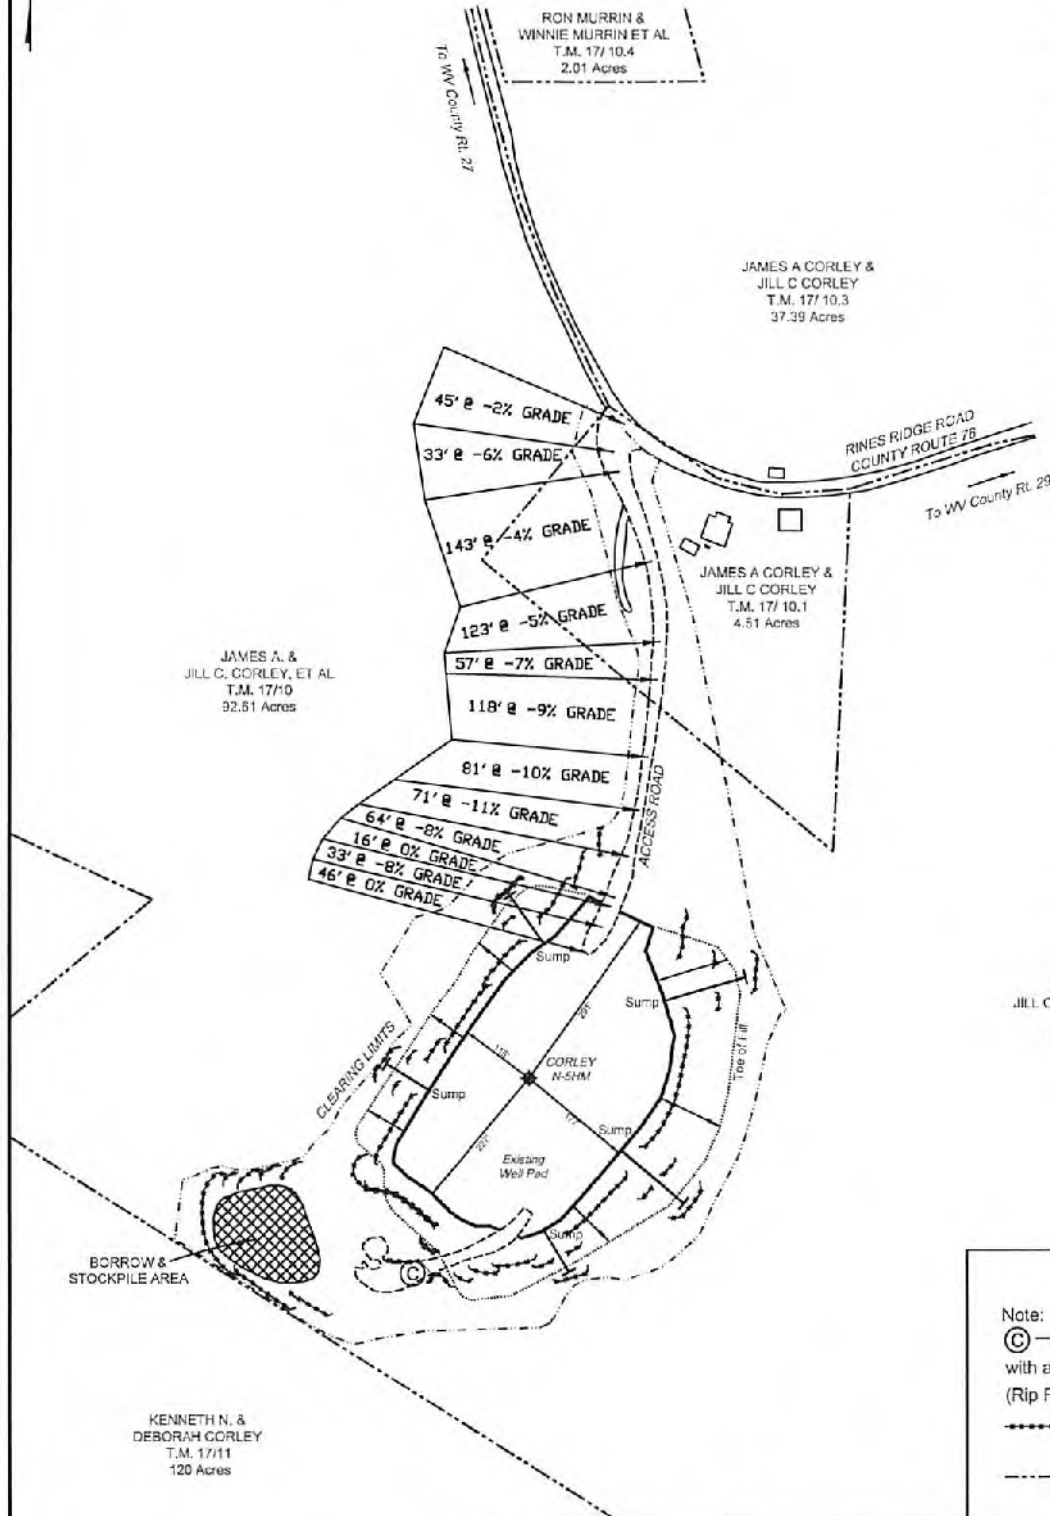 RON MURRIN &
WINNIE MURRIN ET AL
T.M. 17/ 10.4
2.01 Acres
To WV County Rt. 27
JAMES A CORLEY &
JILL C CORLEY
T.M. 17/ 10.3
37.39 Acres
RINES RIDGE ROAD
COUNTY ROUTE 76
To WV County Rt. 29
45' @ -2% GRADE
33' @ -6% GRADE
143' @ -4% GRADE
123' @ -5% GRADE
57' @ -7% GRADE
118' @ -9% GRADE
81' @ -10% GRADE
71' @ -11% GRADE
64' @ -8% GRADE
16' @ 0% GRADE
33' @ -8% GRADE
46' @ 0% GRADE
JAMES A CORLEY &
JILL C CORLEY
T.M. 17/ 10.1
4.51 Acres
JAMES A. &
JILL C. CORLEY, ET AL
T.M. 17/10
92.61 Acres
ACCESS ROAD
Sump
Sump
JILL C
CLEARING LIMITS
Toe of Fill
CORLEY
N-5HM
Sump
Sump
Existing
Well Pad
Sump
BORROW &
STOCKPILE AREA
C
Note:
C
with a
(Rip R
KENNETH N. &
DEBORAH CORLEY
T.M. 17/11
120 Acres